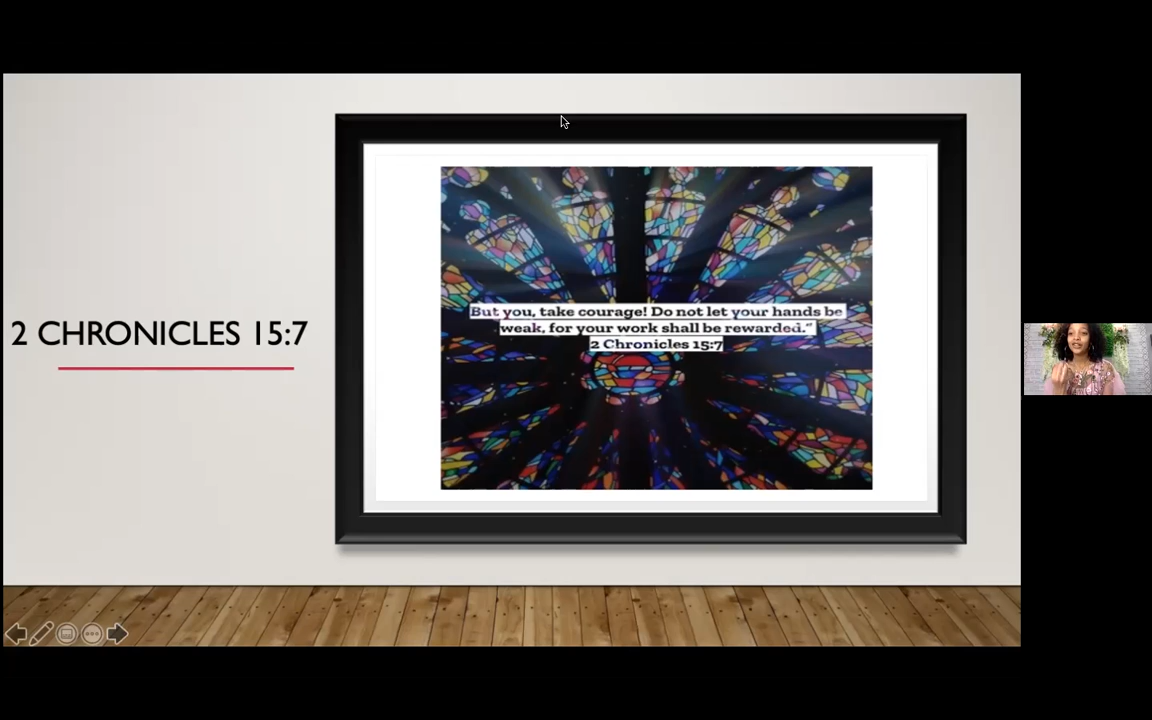 2 CHRONICLES 15:7
But you, take courage! Do not let your hands be
weak, for your work shall be rewarded.”
2 Chronicles 15:7